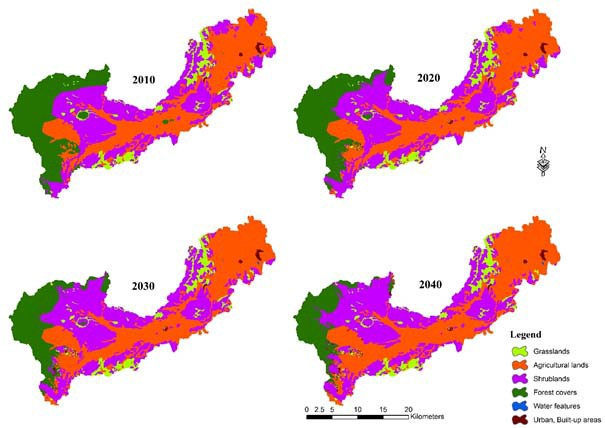 2010
2020
N
2030
2040
Legend
Grasslands
Agricultural lands
Shrublands
Forest covers
Water features
Urban, Built-up areas
0 2.5 5 10 15 20
Kilometers